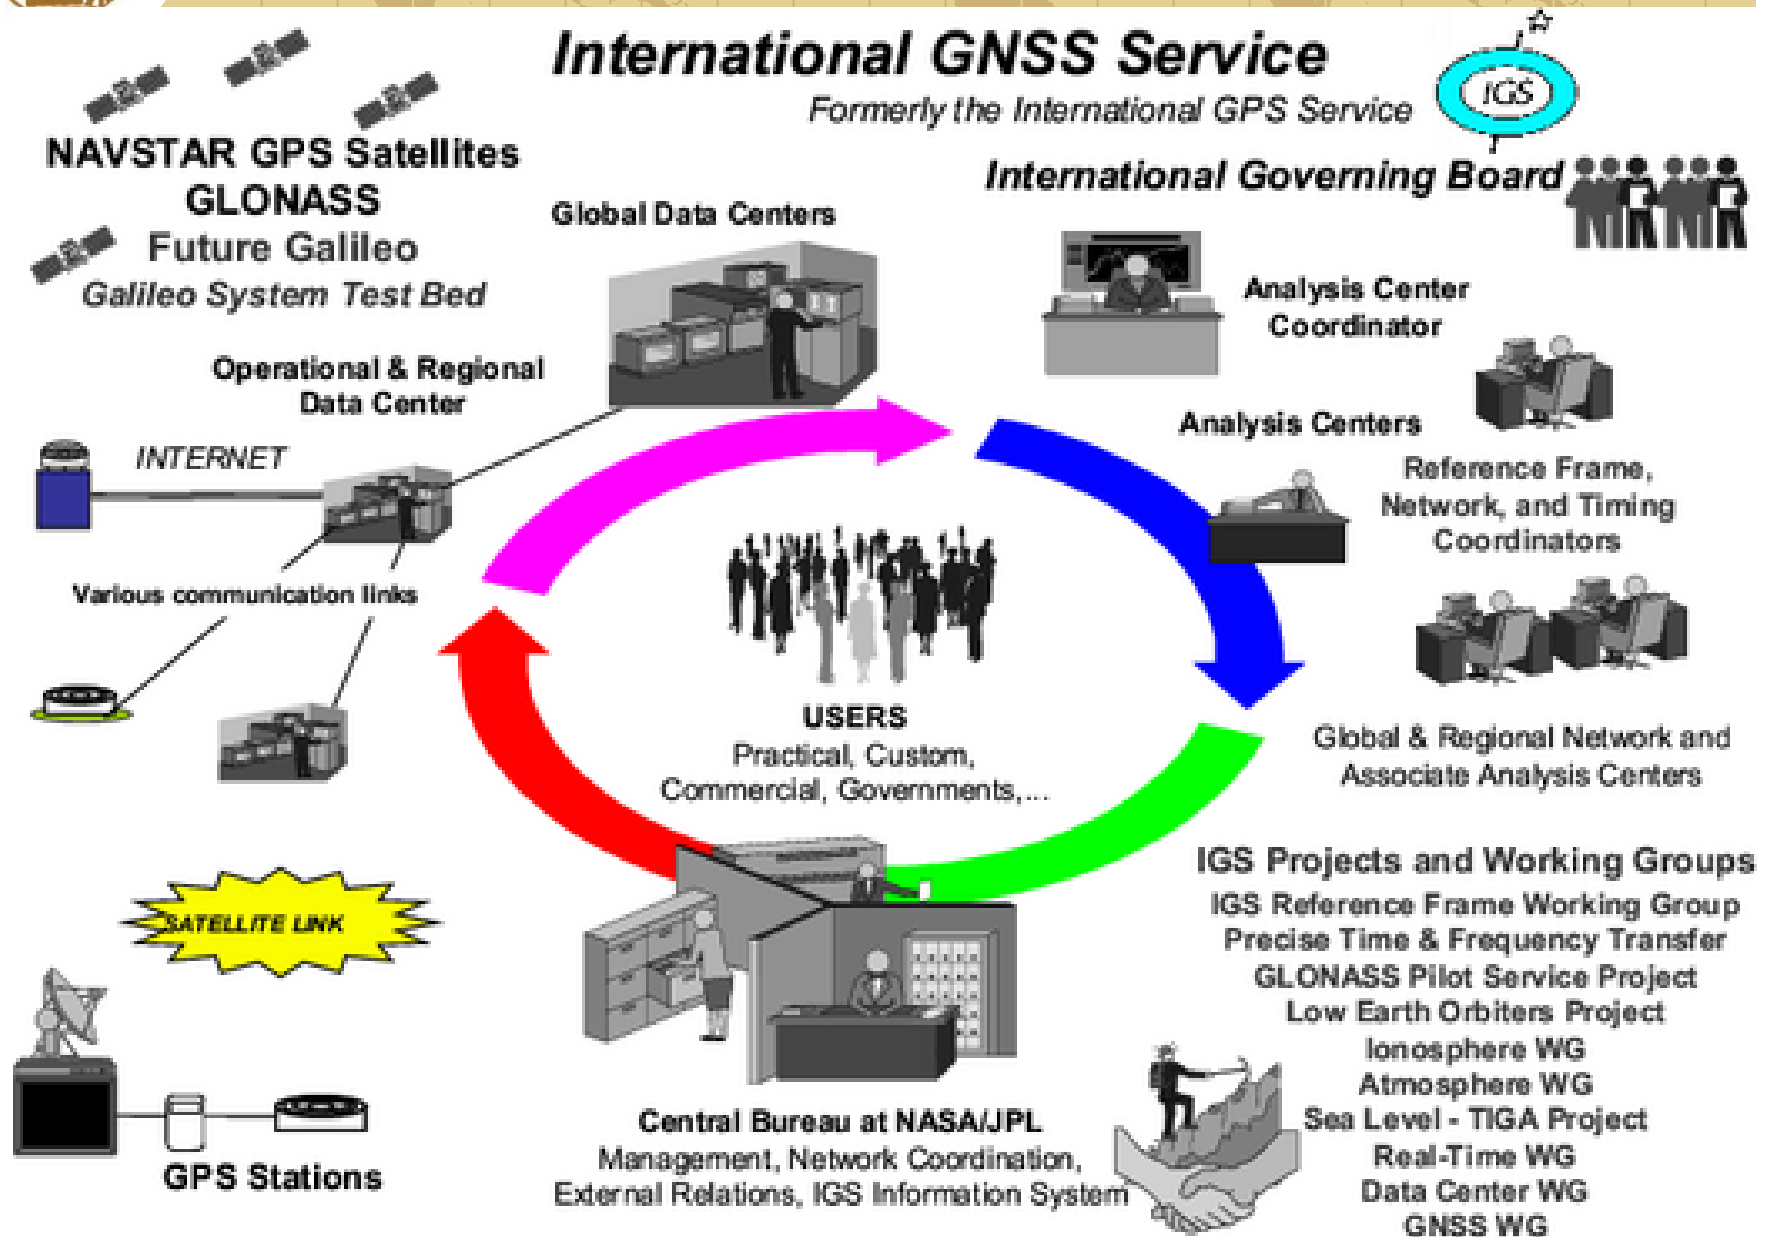 International GNSS Service
Formerly the International GPS Service
IGS
International Governing Board
NAVSTAR GPS Satellites
GLONASS
Future Galileo
Galileo System Test Bed
Global Data Centers
Analysis Center
Coordinator
Operational & Regional
Data Center
INTERNET
Analysis Centers
Reference Frame,
Network, and Timing
Coordinators
Various communication links
USERS
Practical, Custom,
Commercial, Governments,...
Global & Regional Network and
Associate Analysis Centers
SATELLITE LINK
GPS Stations
Central Bureau at NASA/JPL
Management, Network Coordination,
External Relations, IGS Information System
IGS Projects and Working Groups
IGS Reference Frame Working Group
Precise Time & Frequency Transfer
GLONASS Pilot Service Project
Low Earth Orbiters Project
Ionosphere WG
Atmosphere WG
Sea Level - TIGA Project
Real-Time WG
Data Center WG
GNSS WG